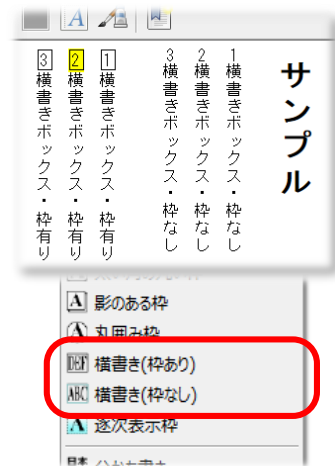 サンプル
1横書きボックス・枠なし
2横書きボックス・枠なし
3横書きボックス・枠なし
1横書きボックス・枠有り
2横書きボックス・枠有り
3横書きボックス・枠有り
A 影のある枠
A 丸囲み枠
DEF 横書き(枠あり)
ABC 横書き(枠なし)
A 逐次表示枠